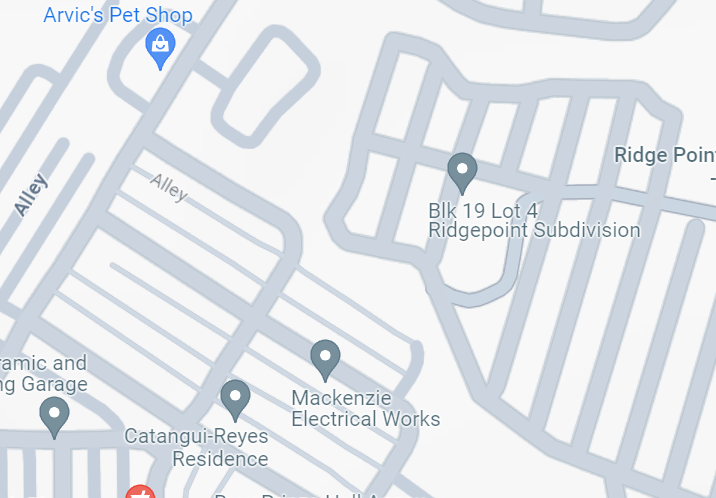 Arvic's Pet Shop
Alley
Alley
Ridge Poin
Blk 19 Lot 4
Ridgepoint Subdivision
ramic and
ng Garage
Mackenzie
Electrical Works
Catangui-Reyes
Residence